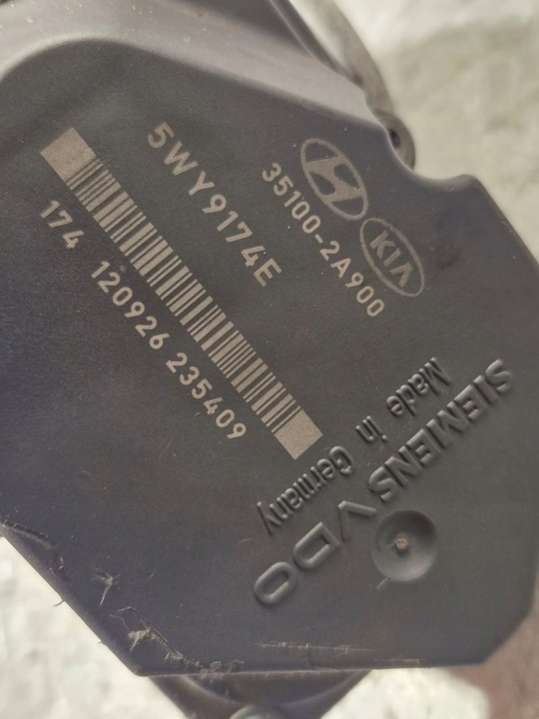 KIA
35100-2A900
5WY9174E
174 120926 235409
SIEMENS VDO
Made in Germany